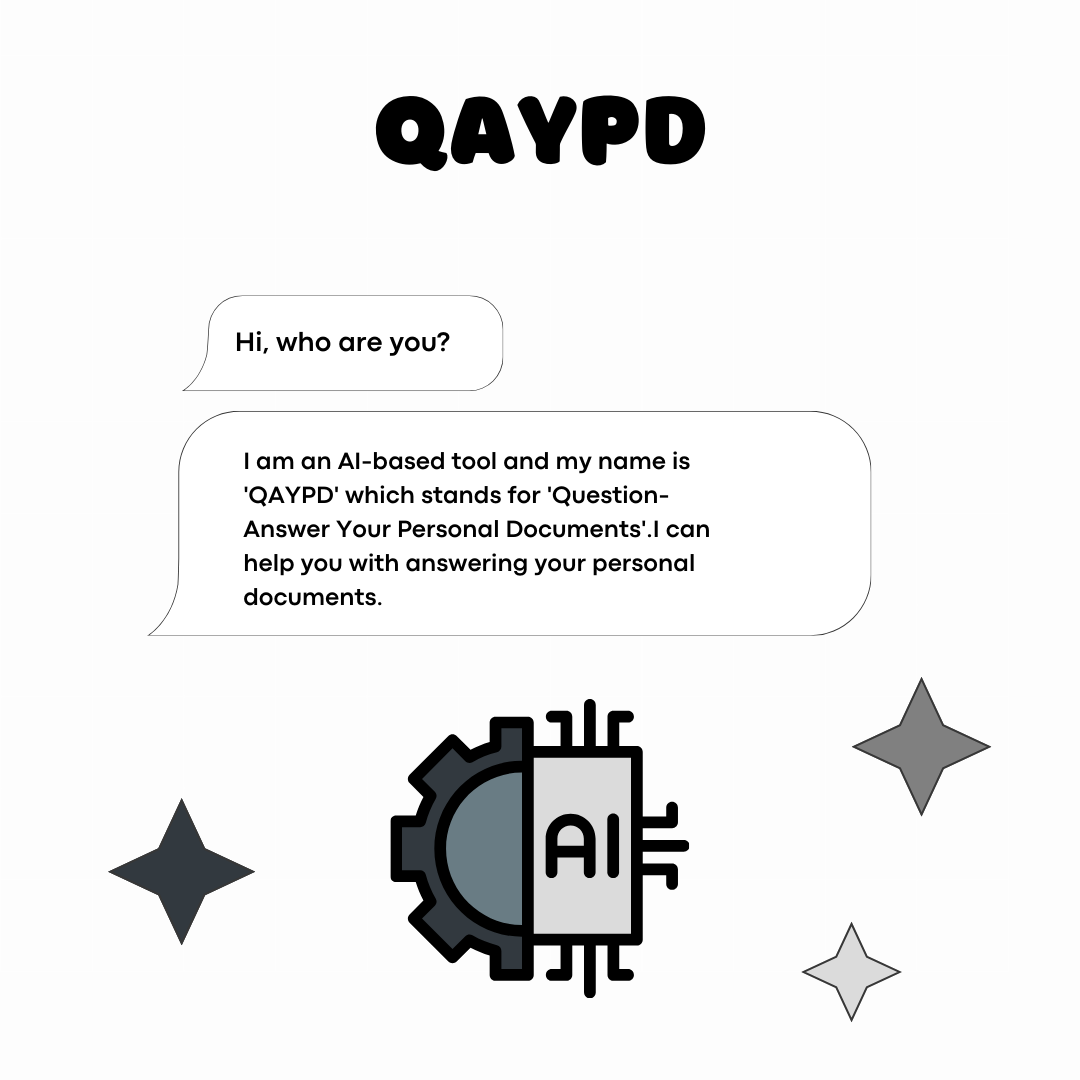 QAYPD
Hi, who are you?
I am an AI-based tool and my name is
'QAYPD' which stands for 'Question-
Answer Your Personal Documents'.I can
help you with answering your personal
documents.
AI